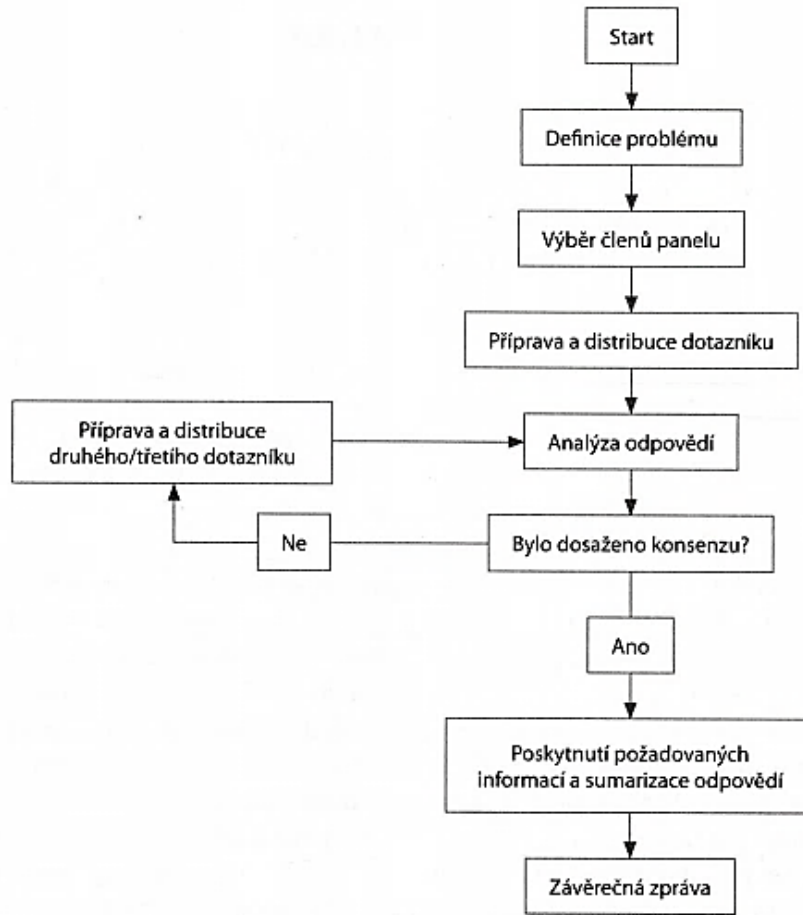 Start
Definice problému
Výběr členů panelu
Příprava a distribuce dotazníku
Příprava a distribuce
druhého/třetího dotazníku
Analýza odpovědí
Ne
Bylo dosaženo konsenzu?
Ano
Poskytnutí požadovaných
informací a sumarizace odpovědí
Závěrečná zpráva